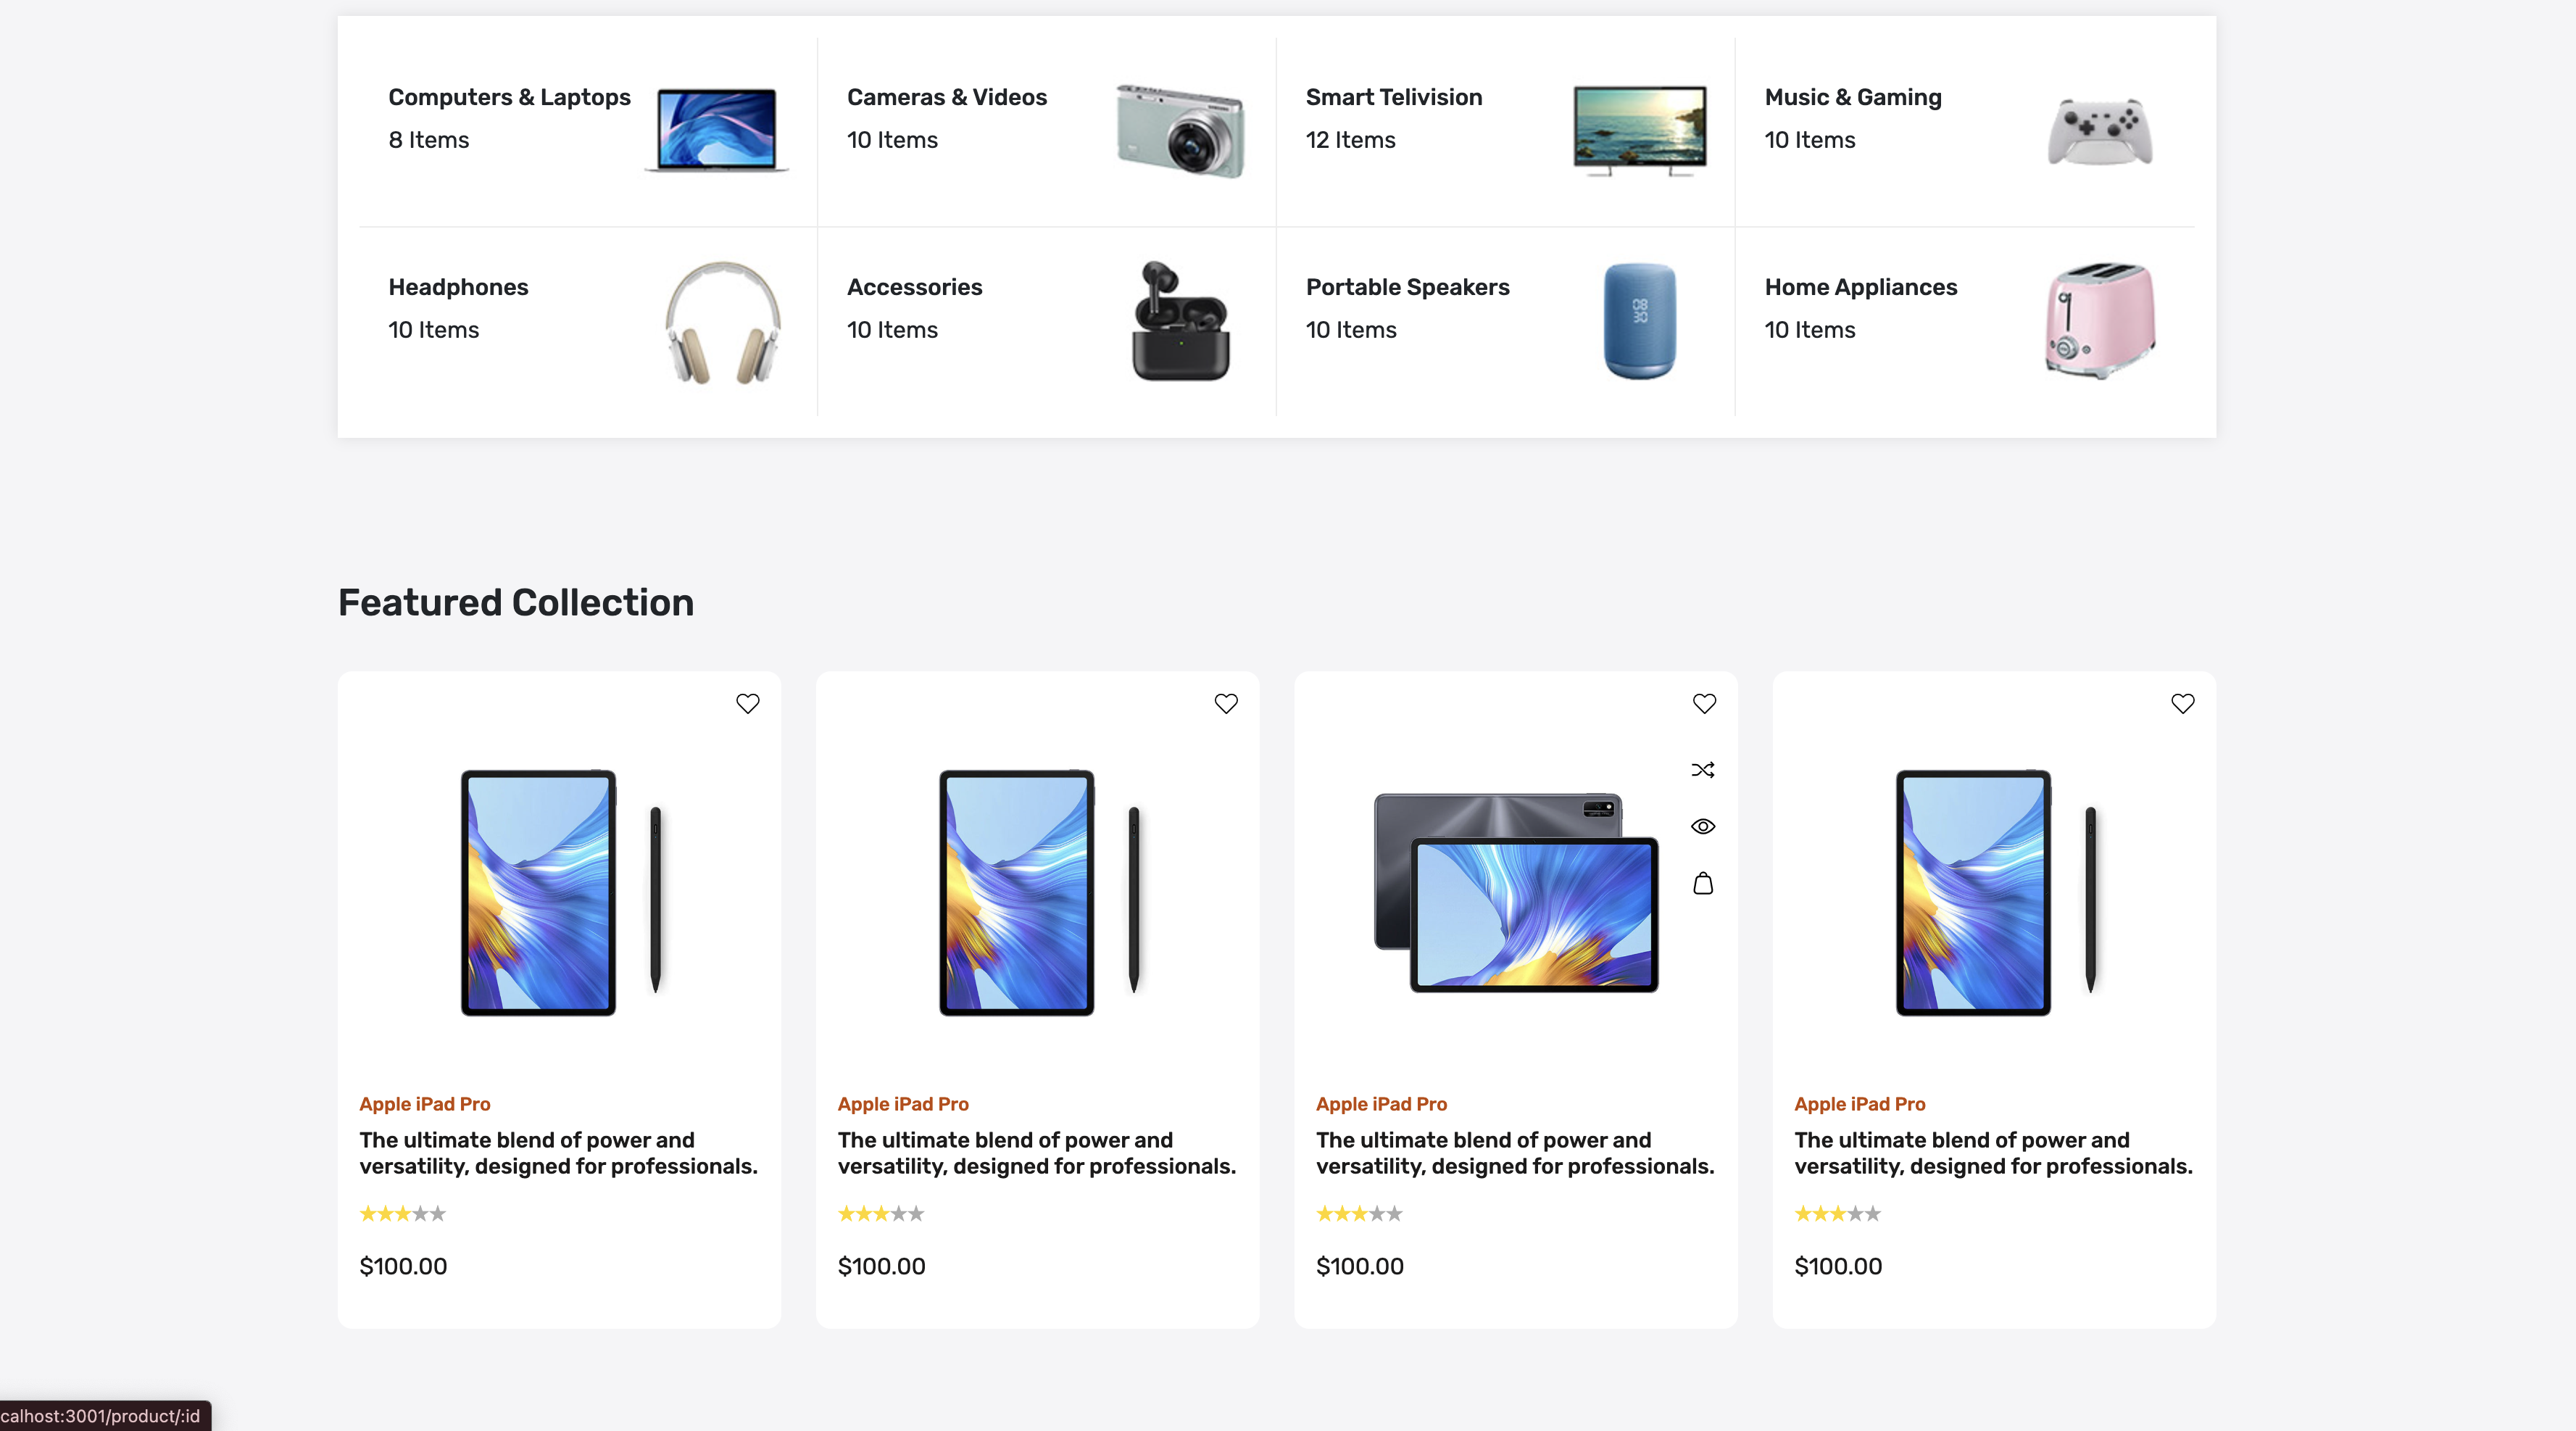 Computers & Laptops
8 Items
Cameras & Videos
10 Items
Smart Telivision
12 Items
Music & Gaming
10 Items
Headphones
10 Items
Accessories
10 Items
Portable Speakers
10 Items
Home Appliances
10 Items
Featured Collection
Apple iPad Pro
The ultimate blend of power and
versatility, designed for professionals.
$100.00
Apple iPad Pro
The ultimate blend of power and
versatility, designed for professionals.
$100.00
Apple iPad Pro
The ultimate blend of power and
versatility, designed for professionals.
$100.00
Apple iPad Pro
The ultimate blend of power and
versatility, designed for professionals.
$100.00
calhost:3001/product/:id